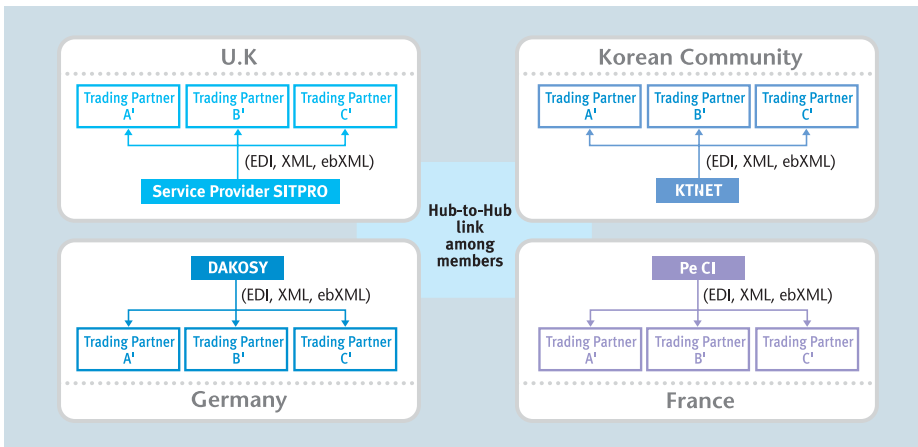 U.K
Trading Partner
A'
Trading Partner
B'
Trading Partner
C'
(EDI, XML, ebXML)
Service Provider SITPRO
Korean Community
Trading Partner
A'
Trading Partner
B'
Trading Partner
C'
(EDI, XML, ebXML)
KTNET
Hub-to-Hub
link
among
members
DAKOSY
(EDI, XML, ebXML)
Trading Partner
A'
Trading Partner
B'
Trading Partner
C'
Germany
Pe CI
(EDI, XML, ebXML)
Trading Partner
A'
Trading Partner
B'
Trading Partner
C'
France